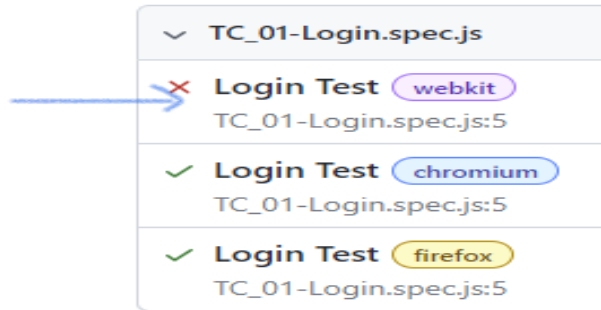 TC_01-Login.spec.js
Login Test webkit
TC_01-Login.spec.js:5
Login Test chromium
TC_01-Login.spec.js:5
Login Test firefox
TC_01-Login.spec.js:5